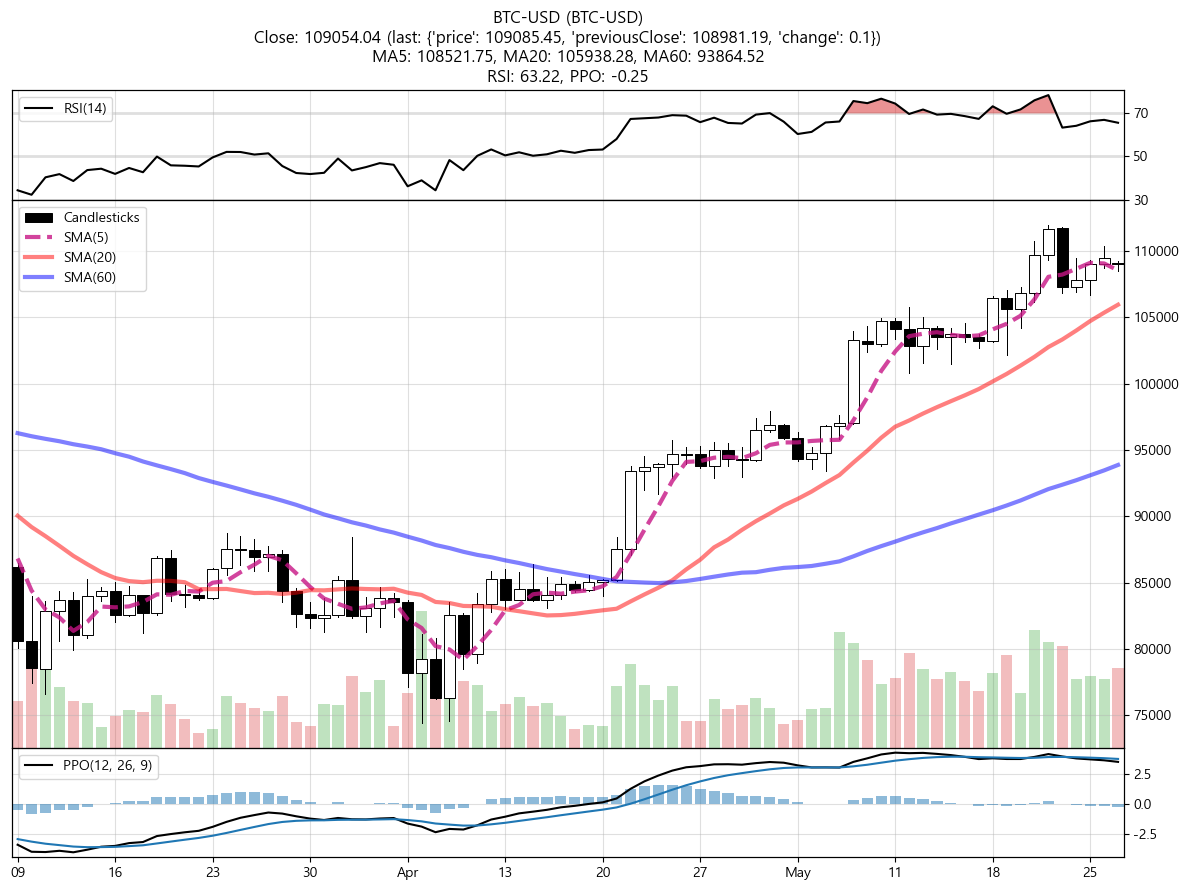 BTC-USD (BTC-USD)
Close: 109054.04 (last: {'price': 109085.45, 'previousClose': 108981.19, 'change': 0.1})
MA5: 108521.75, MA20: 105938.28, MA60: 93864.52
RSI: 63.22, PPO: -0.25
RSI(14)
70
50
30
Candlesticks
SMA(5)
SMA(20)
SMA(60)
110000
105000
100000
95000
90000
85000
80000
75000
PPO(12, 26, 9)
2.5
0.0
-2.5
09 16 23 30 Apr 13 20 27 May 11 18 25